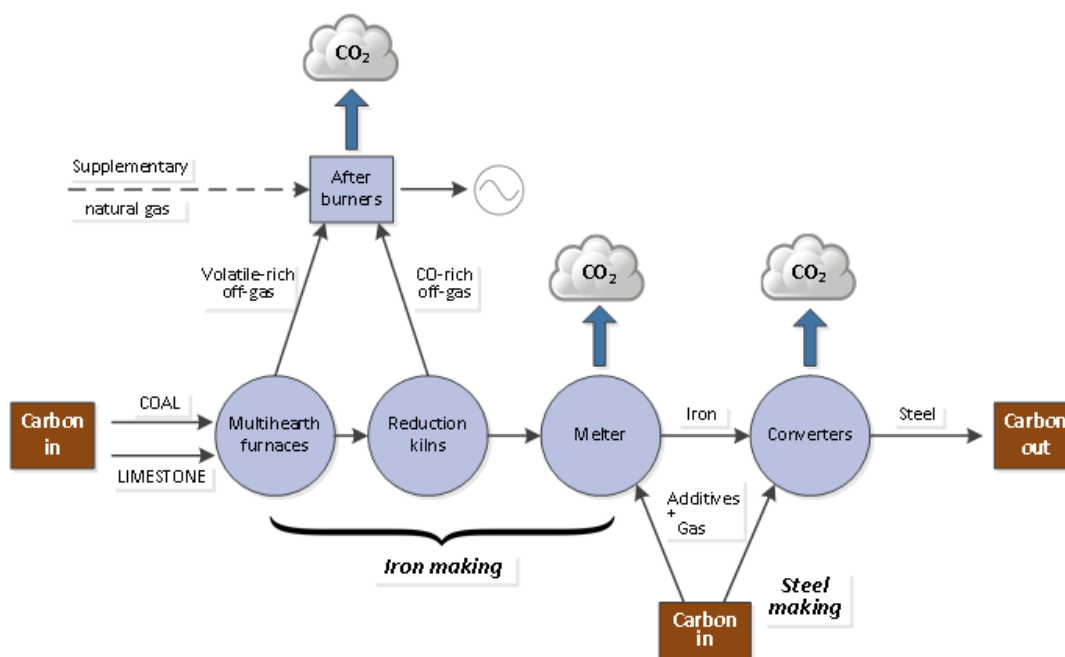 CO₂
Supplementary
natural gas
After
burners
Volatile-rich
off-gas
CO-rich
off-gas
CO₂
CO₂
Carbon
in
COAL
LIMESTONE
Multihearth
furnaces
Reduction
kilns
Melter
Iron
Converters
Steel
Carbon
out
Additives
+
Gas
Iron making
Carbon
in
Steel
making